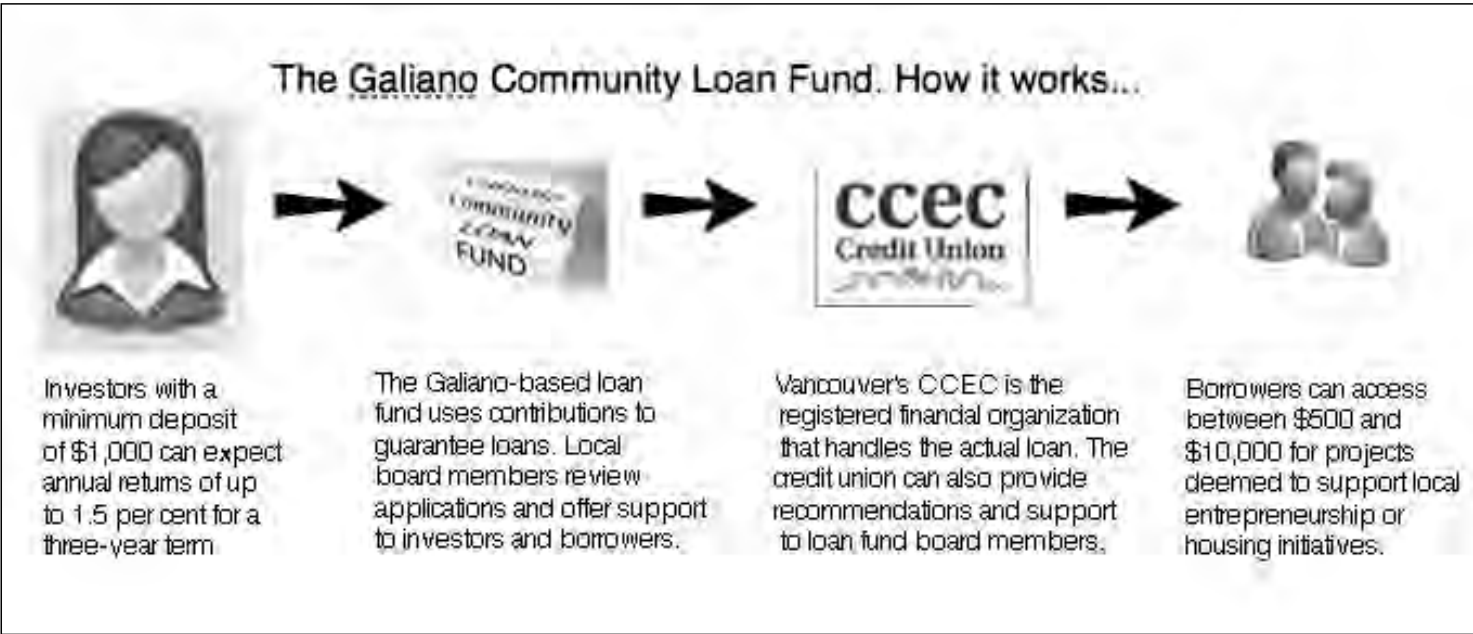 The Galiano Community Loan Fund. How it works...
Community
LOAN
FUND
ccec
Credit Union
Investors with a
minimum deposit
of $1,000 can expect
annual returns of up
to 1.5 per cent for a
three-year term
The Galiano-based loan
fund uses contributions to
guarantee loans. Local
board members review
applications and offer support
to investors and borrowers.
Vancouver's CCEC is the
registered financial organization
that handles the actual loan. The
credit union can also provide
recommendations and support
to loan fund board members.
Borrowers can access
between $500 and
$10,000 for projects
deemed to support local
entrepreneurship or
housing initiatives.